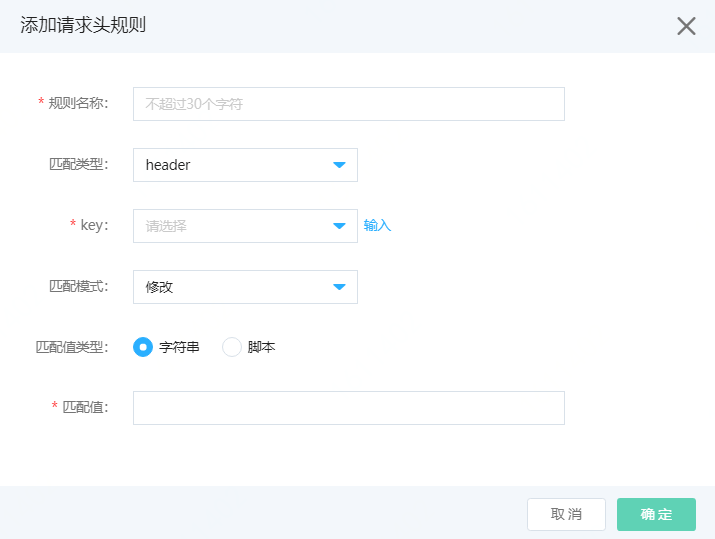 添加请求头规则
* 规则名称： 不超过30个字符
匹配类型： header
* key： 请选择 输入
匹配模式： 修改
匹配值类型： 字符串 脚本
* 匹配值：
取消 确定